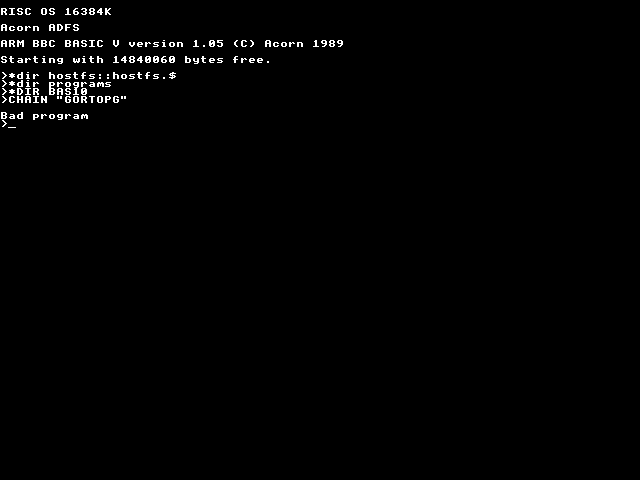 RISC OS 16384K
Acorn ADFS
ARM BBC BASIC V version 1.05 (C) Acorn 1989
Starting with 14840060 bytes free.
>*dir hostfs::hostfs.$
>*dir programs
>*DIR BAS10
>CHAIN "GORTOPG"
Bad program
>_